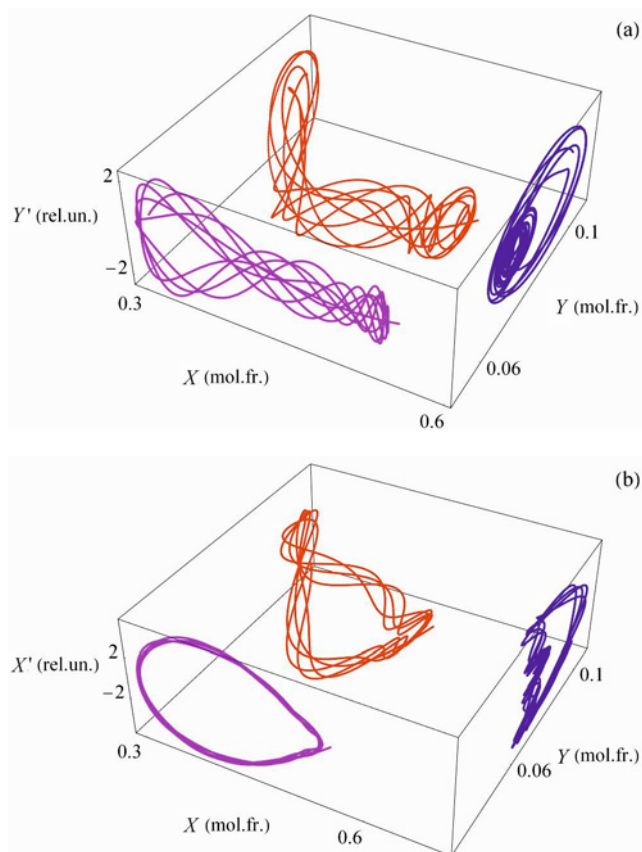 (a)
2
Y' (rel.un.)
−2
0.3
X (mol.fr.)
0.6
0.06
Y (mol.fr.)
0.1
(b)
2
X' (rel.un.)
−2
0.3
X (mol.fr.)
0.6
0.06
Y (mol.fr.)
0.1